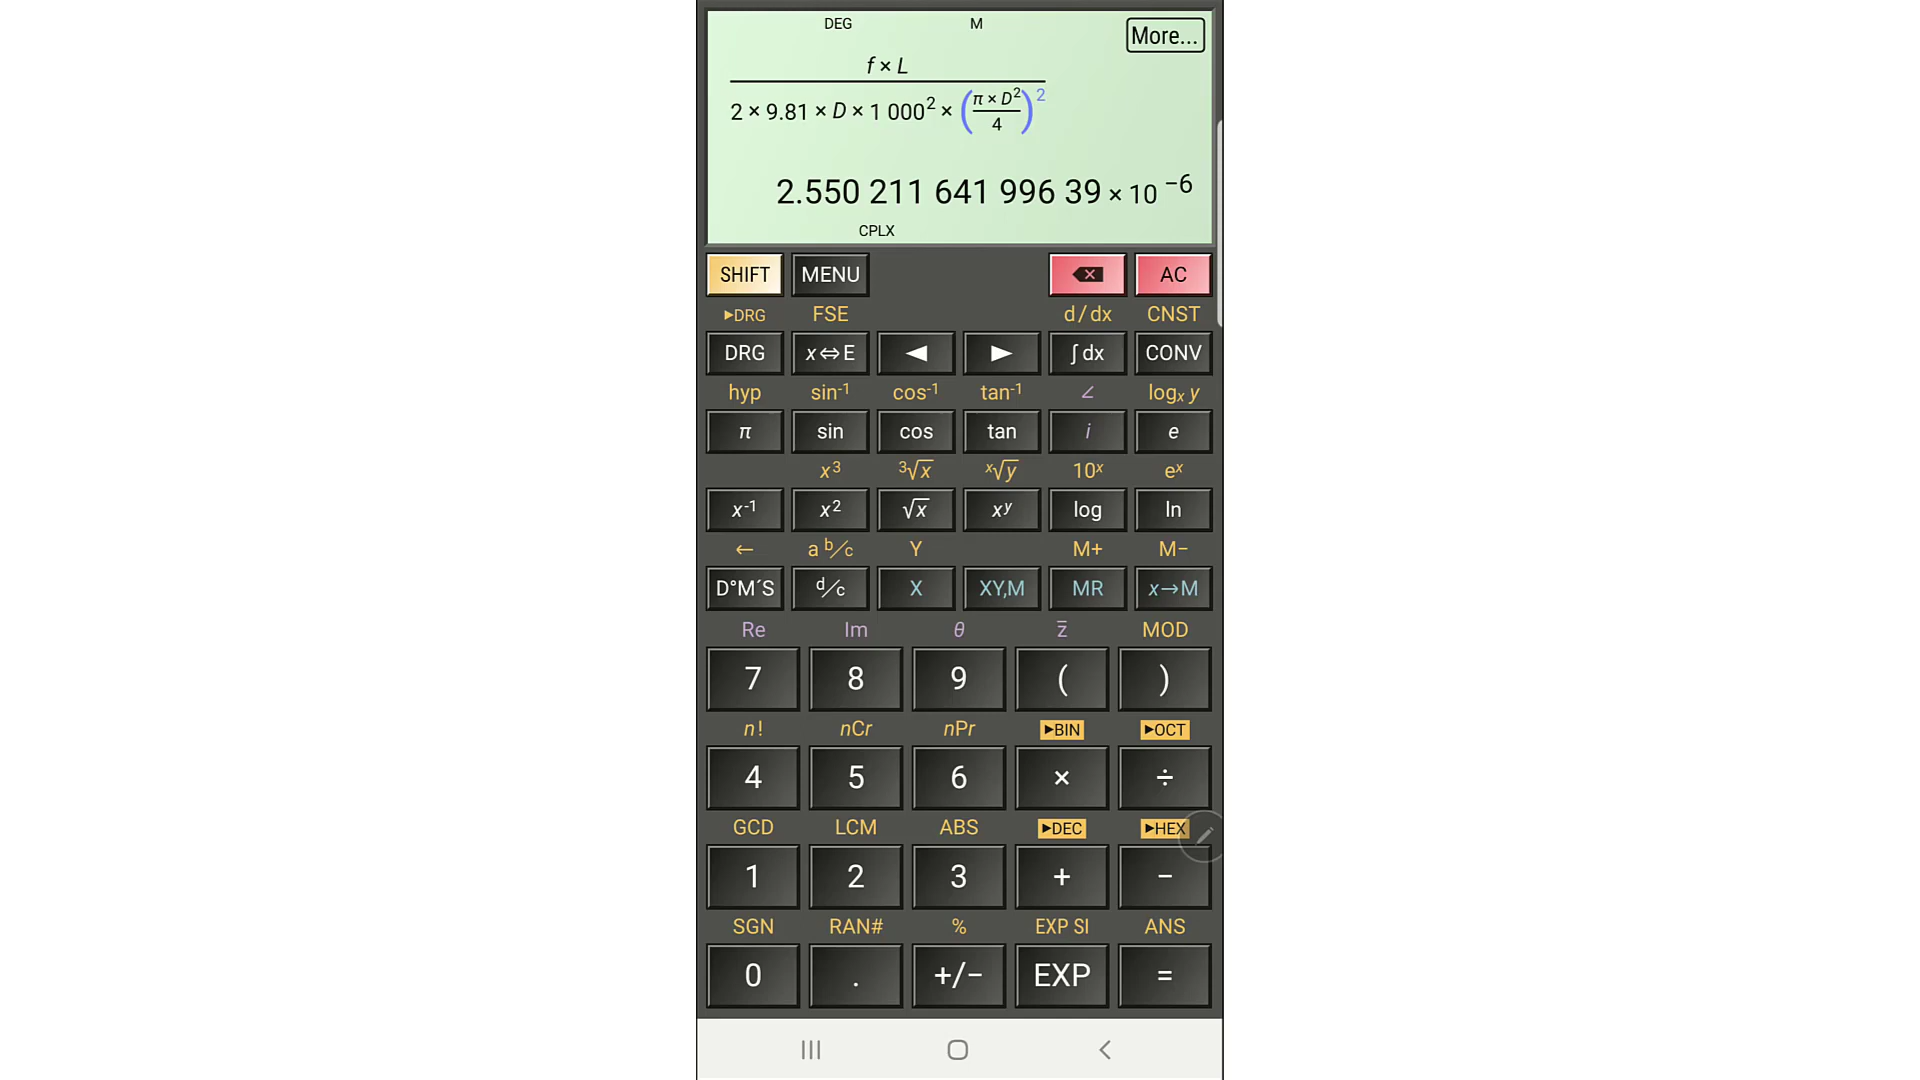 DEG M
More...
f × L
2 × 9.81 × D × 1 000² × (π × D²
4)²
2.550 211 641 996 39 × 10 ⁻⁶
CPLX
SHIFT MENU AC
▶DRG FSE d/dx CNST
DRG x⇔E ◀ ▶ ∫dx CONV
hyp sin⁻¹ cos⁻¹ tan⁻¹ ∠ logₓ y
π sin cos tan i e
x³ ³√x ˣ√y 10ˣ eˣ
x⁻¹ x² √x xʸ log ln
← a b/c Y M+ M−
D°M´S d/c X XY,M MR x→M
Re Im θ z̄ MOD
7 8 9 ( )
n! nCr nPr ▶BIN ▶OCT
4 5 6 × ÷
GCD LCM ABS ▶DEC ▶HEX
1 2 3 + −
SGN RAN# % EXP SI ANS
0 . +/− EXP =